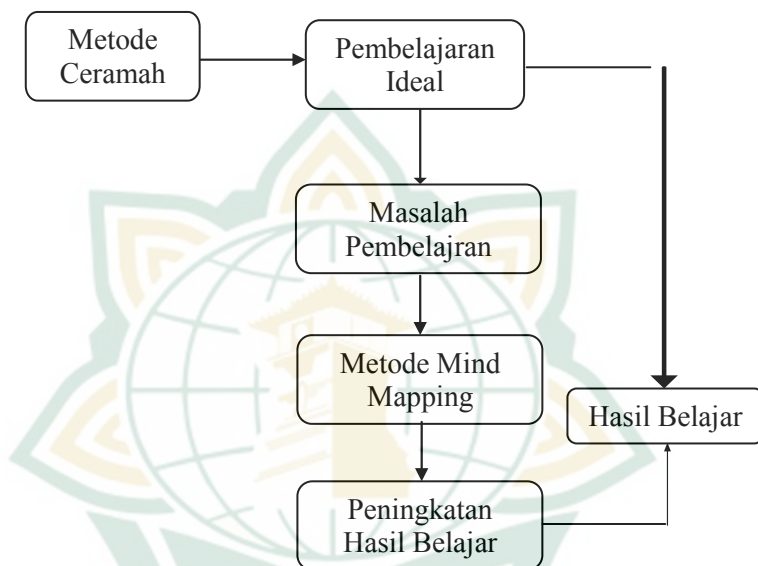 Metode
Ceramah
Pembelajaran
Ideal
Masalah
Pembelajran
Metode Mind
Mapping
Hasil Belajar
Peningkatan
Hasil Belajar